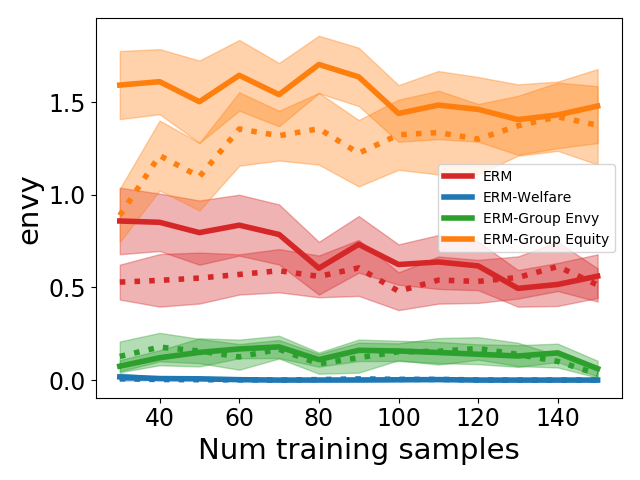 1.5
1.0
0.5
0.0
envy
ERM
ERM-Welfare
ERM-Group Envy
ERM-Group Equity
40 60 80 100 120 140
Num training samples